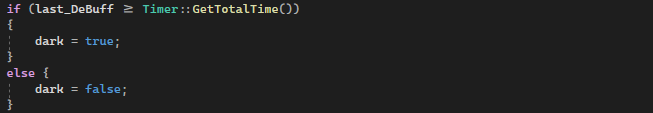 if (last_DeBuff ≥ Timer::GetTotalTime())
{
    dark = true;
}
else {
    dark = false;
}